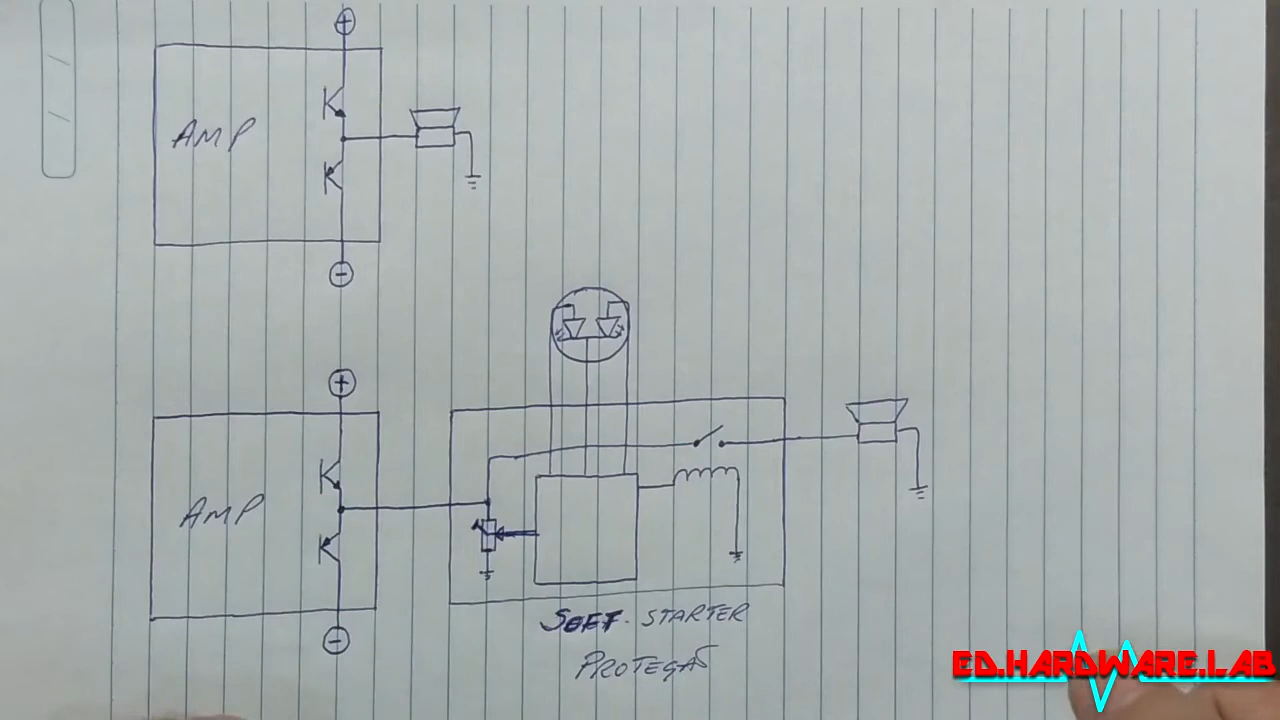 +
AMP
-
+
AMP
-
SOFT-STARTER
PROTEÇÃO
ED.HARDWARE.LAB